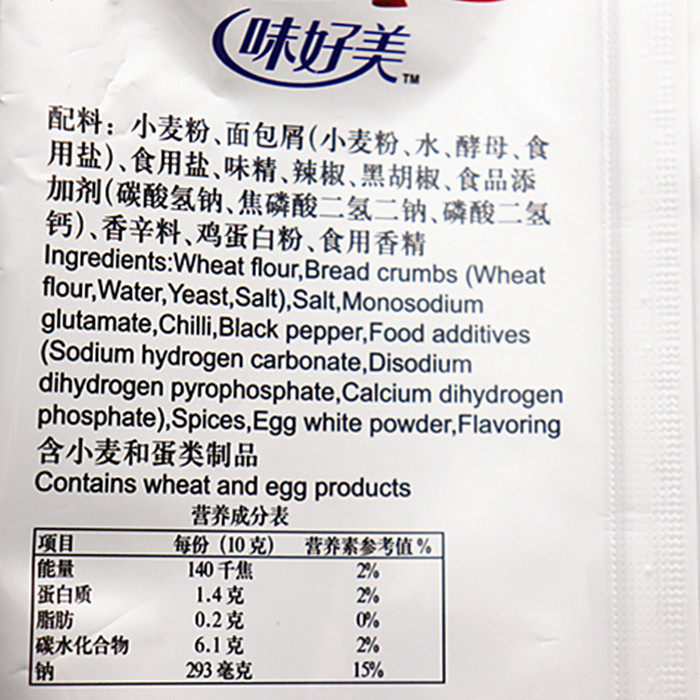 味好美™
配料：小麦粉、面包屑(小麦粉、水、酵母、食
用盐)、食用盐、味精、辣椒、黑胡椒、食品添
加剂(碳酸氢钠、焦磷酸二氢二钠、磷酸二氢
钙)、香辛料、鸡蛋白粉、食用香精
Ingredients:Wheat flour,Bread crumbs (Wheat
flour,Water,Yeast,Salt),Salt,Monosodium
glutamate,Chilli,Black pepper,Food additives
(Sodium hydrogen carbonate,Disodium
dihydrogen pyrophosphate,Calcium dihydrogen
phosphate),Spices,Egg white powder,Flavoring
含小麦和蛋类制品
Contains wheat and egg products
营养成分表
项目 每份（10克） 营养素参考值%
能量 140千焦 2%
蛋白质 1.4克 2%
脂肪 0.2克 0%
碳水化合物 6.1克 2%
钠 293毫克 15%